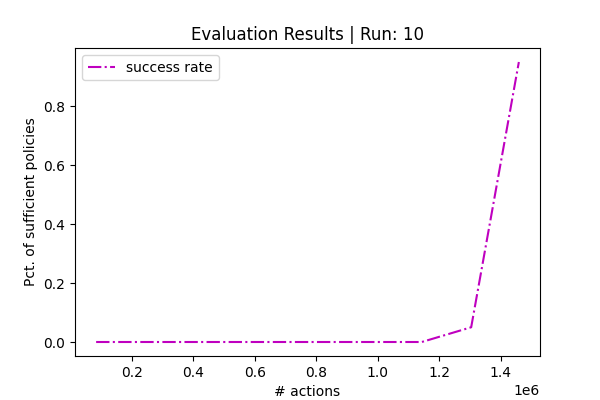 Evaluation Results | Run: 10
success rate
Pct. of sufficient policies
0.8
0.6
0.4
0.2
0.0
0.2 0.4 0.6 0.8 1.0 1.2 1.4
1e6
# actions